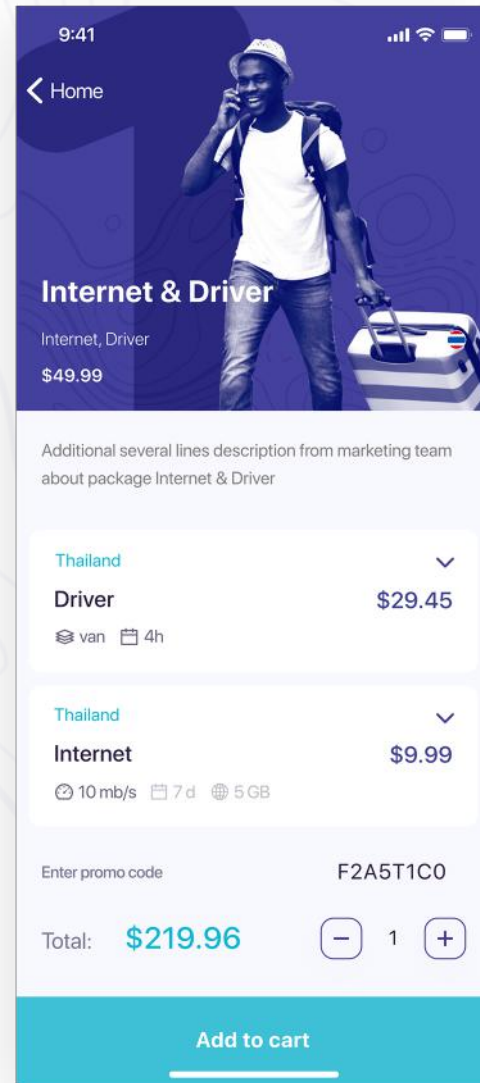 9:41
Home
Internet & Driver
Internet, Driver
$49.99
Additional several lines description from marketing team
about package Internet & Driver
Thailand
Driver $29.45
van 4h
Thailand
Internet $9.99
10 mb/s 7 d 5 GB
Enter promo code F2A5T1C0
Total: $219.96 − 1 +
Add to cart